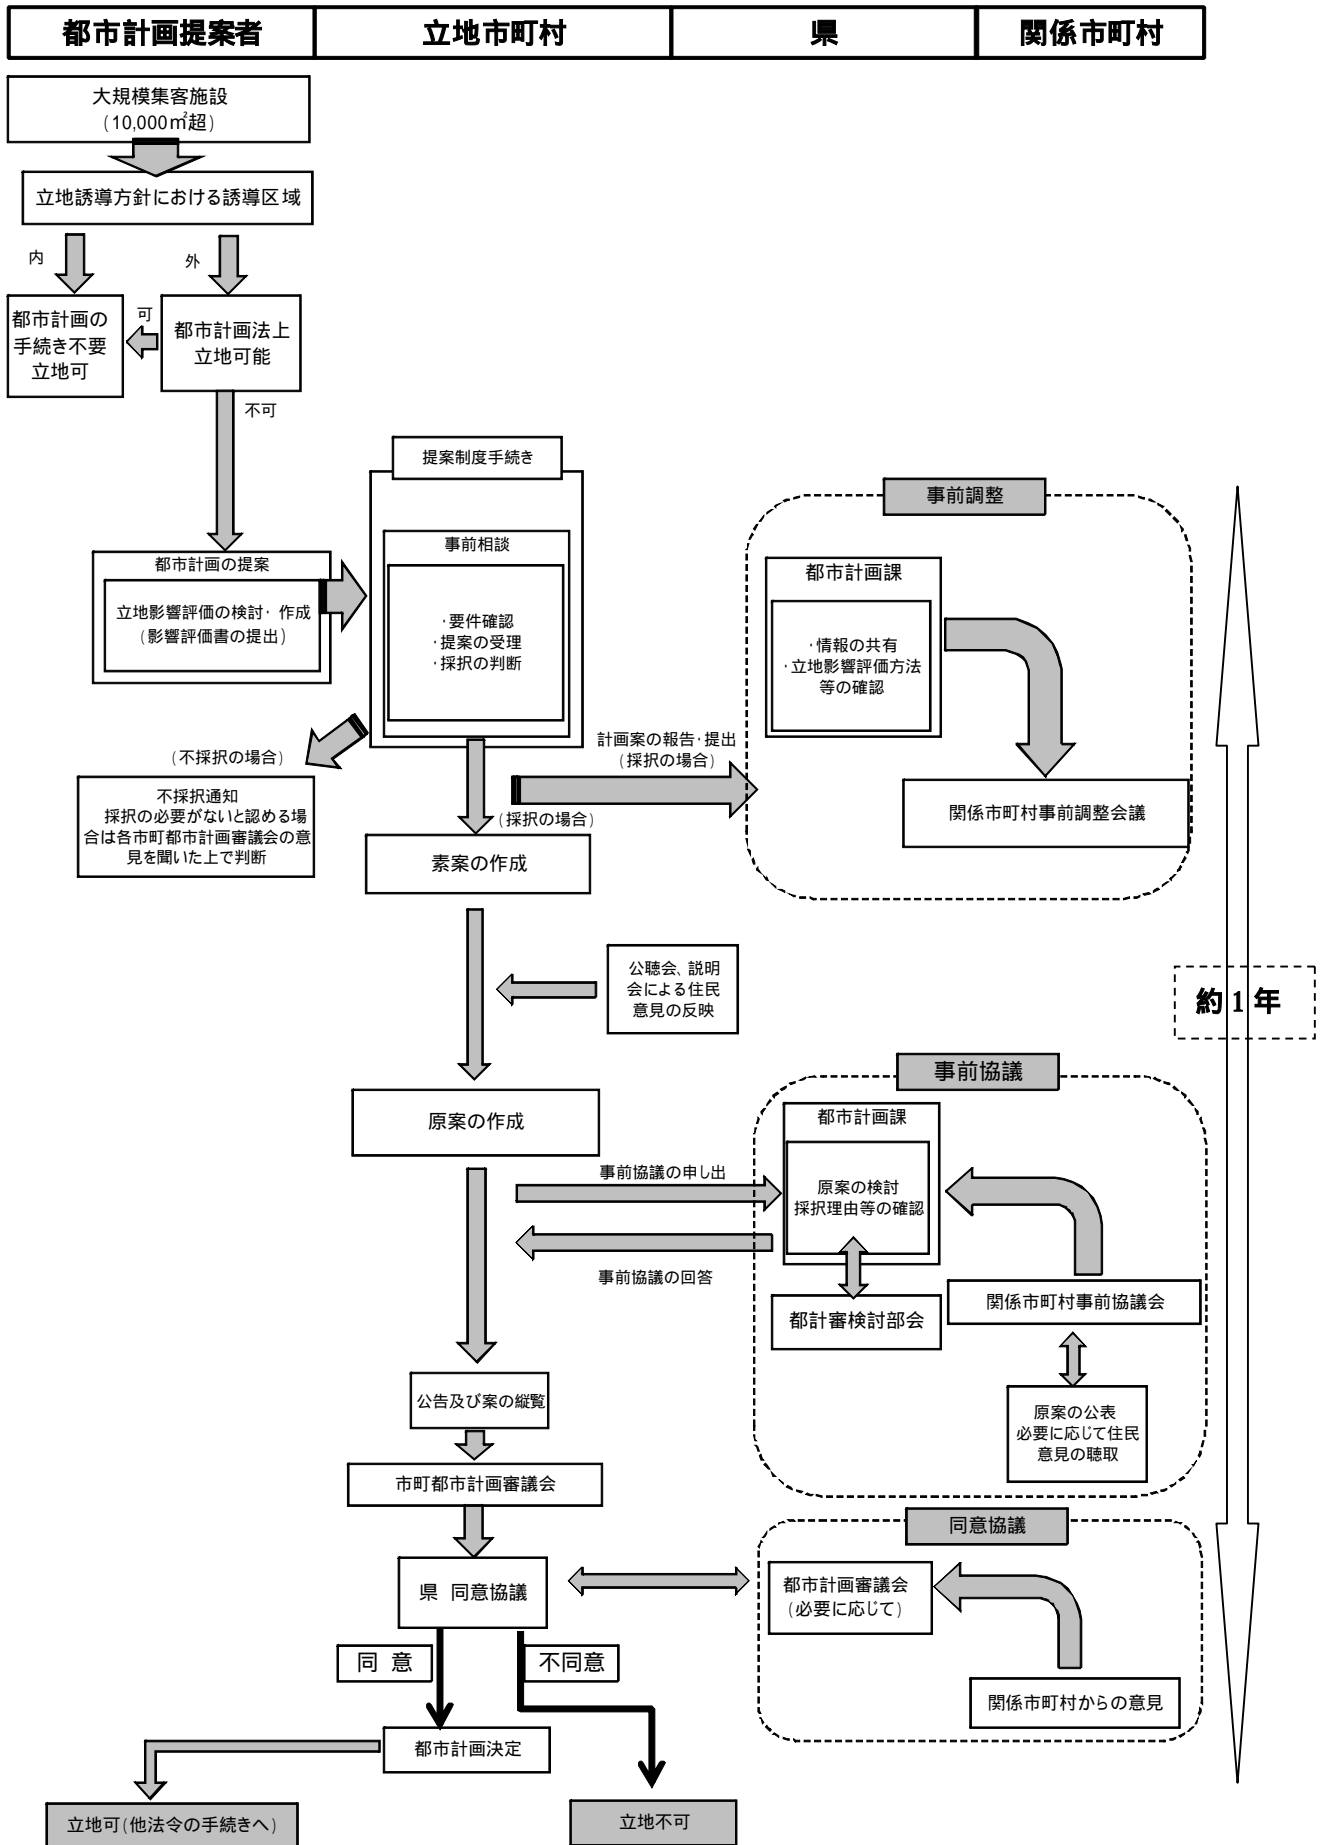 都市計画提案者
立地市町村
県
関係市町村
大規模集客施設
(10,000㎡超)
立地誘導方針における誘導区域
内
外
都市計画の
手続き不要
立地可
可
都市計画法上
立地可能
不可
提案制度手続き
事前相談
・要件確認
・提案の受理
・採択の判断
都市計画の提案
立地影響評価の検討・作成
(影響評価書の提出)
事前調整
都市計画課
・情報の共有
・立地影響評価方法
等の確認
関係市町村事前調整会議
(不採択の場合)
不採択通知
採択の必要がないと認める場
合は各市町都市計画審議会の意
見を聞いた上で判断
計画案の報告・提出
(採択の場合)
(採択の場合)
素案の作成
公聴会、説明
会による住民
意見の反映
約1年
原案の作成
事前協議
都市計画課
原案の検討
採択理由等の確認
事前協議の申し出
事前協議の回答
都計審検討部会
関係市町村事前協議会
原案の公表
必要に応じて住民
意見の聴取
公告及び案の縦覧
市町都市計画審議会
県 同意協議
同意協議
都市計画審議会
(必要に応じて)
関係市町村からの意見
同 意
不同意
都市計画決定
立地可(他法令の手続きへ)
立地不可